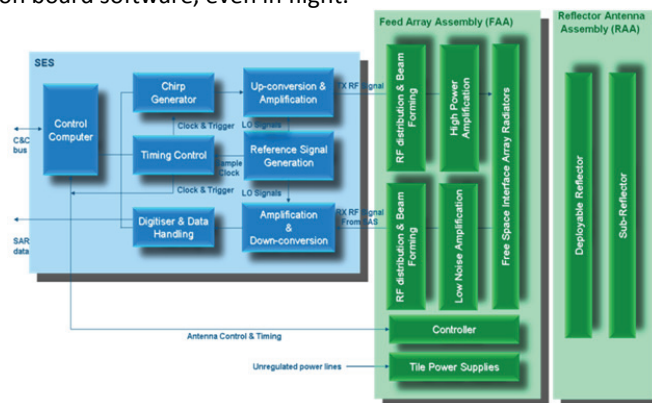 on board software, even in flight.
Feed Array Assembly (FAA)
Reflector Antenna
Assembly (RAA)
SES
Chirp
Generator
Up-conversion &
Amplification
TX RF Signal
RF distribution & Beam
Forming
High Power
Amplification
Free Space Interface Array Radiators
Deployable Reflector
Sub-Reflector
Control
Computer
C&C
bus
Clock & Trigger
LO Signals
Timing Control
Sample
Clock
Reference Signal
Generation
Clock & Trigger
LO Signals
Digitiser & Data
Handling
Amplification
&
Down-conversion
RX RF Signal
From
RF distribution & Beam
Forming
Low Noise Amplification
SAR
data
Controller
Antenna Control & Timing
Unregulated power lines
Tile Power Supplies